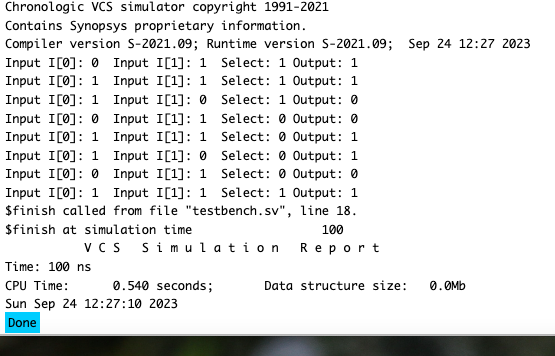 Chronologic VCS simulator copyright 1991-2021
Contains Synopsys proprietary information.
Compiler version S-2021.09; Runtime version S-2021.09;  Sep 24 12:27 2023
Input I[0]: 0  Input I[1]: 1  Select: 1 Output: 1
Input I[0]: 1  Input I[1]: 1  Select: 1 Output: 1
Input I[0]: 1  Input I[1]: 0  Select: 1 Output: 0
Input I[0]: 0  Input I[1]: 1  Select: 0 Output: 0
Input I[0]: 1  Input I[1]: 1  Select: 0 Output: 1
Input I[0]: 1  Input I[1]: 0  Select: 0 Output: 1
Input I[0]: 0  Input I[1]: 1  Select: 0 Output: 0
Input I[0]: 1  Input I[1]: 1  Select: 1 Output: 1
$finish called from file "testbench.sv", line 18.
$finish at simulation time                  100
           V C S   S i m u l a t i o n   R e p o r t
Time: 100 ns
CPU Time:      0.540 seconds;       Data structure size:   0.0Mb
Sun Sep 24 12:27:10 2023
Done